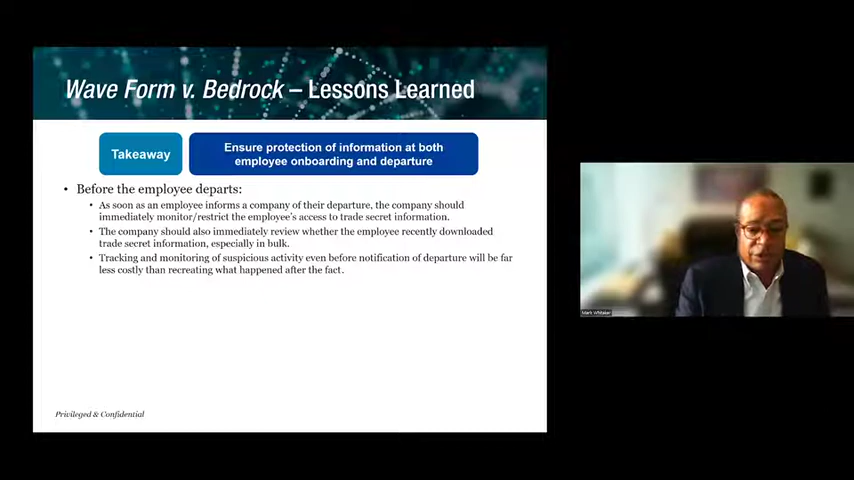 Wave Form v. Bedrock – Lessons Learned
Takeaway
Ensure protection of information at both
employee onboarding and departure
• Before the employee departs:
• As soon as an employee informs a company of their departure, the company should
immediately monitor/restrict the employee's access to trade secret information.
• The company should also immediately review whether the employee recently downloaded
trade secret information, especially in bulk.
• Tracking and monitoring of suspicious activity even before notification of departure will be far
less costly than recreating what happened after the fact.
Mark Whitaker
Privileged & Confidential